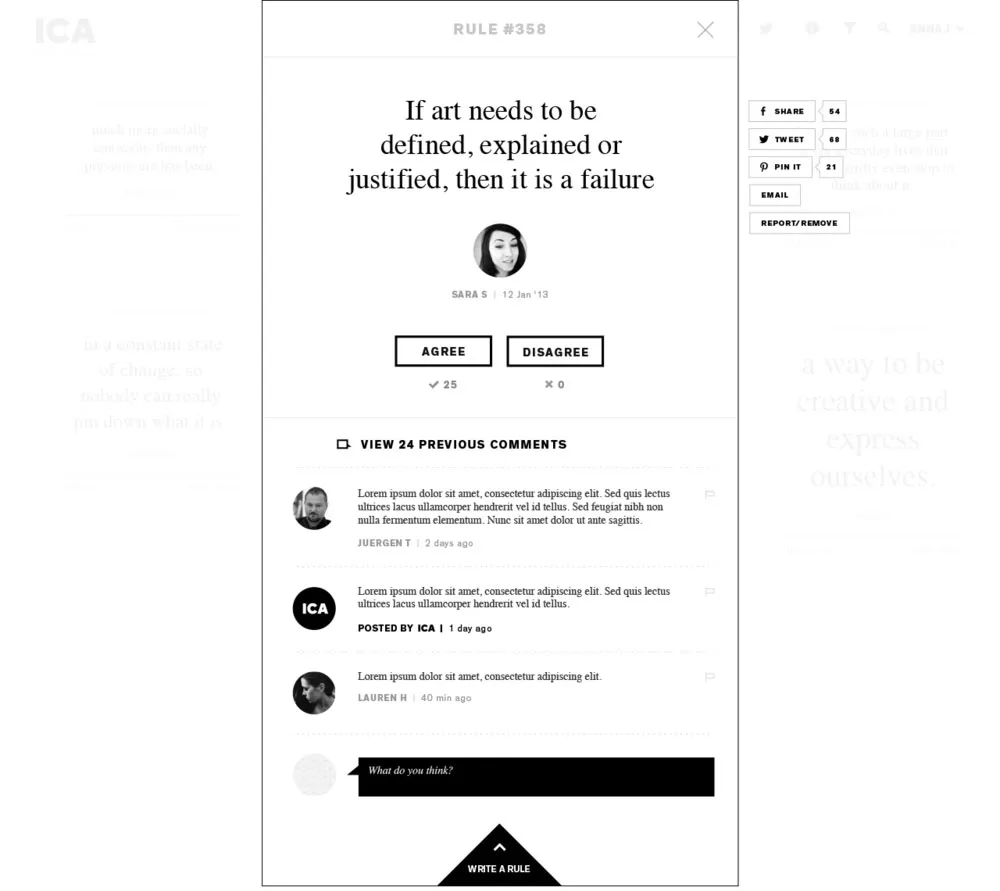 ICA
RULE #358
If art needs to be
defined, explained or
justified, then it is a failure
SARA S | 12 Jan '13
AGREE
DISAGREE
25
0
SHARE 54
TWEET 68
PIN IT 21
EMAIL
REPORT/REMOVE
in a constant state
of change, so
nobody can really
pin down what it is
a way to be
creative and
express
ourselves.
VIEW 24 PREVIOUS COMMENTS
Lorem ipsum dolor sit amet, consectetur adipiscing elit. Sed quis lectus
ultrices lacus ullamcorper hendrerit vel id tellus. Sed feugiat nibh non
nulla fermentum elementum. Nunc sit amet dolor ut ante sagittis.
JUERGEN T | 2 days ago
ICA
Lorem ipsum dolor sit amet, consectetur adipiscing elit. Sed quis lectus
ultrices lacus ullamcorper hendrerit vel id tellus.
POSTED BY ICA | 1 day ago
Lorem ipsum dolor sit amet, consectetur adipiscing elit.
LAUREN H | 40 min ago
What do you think?
WRITE A RULE